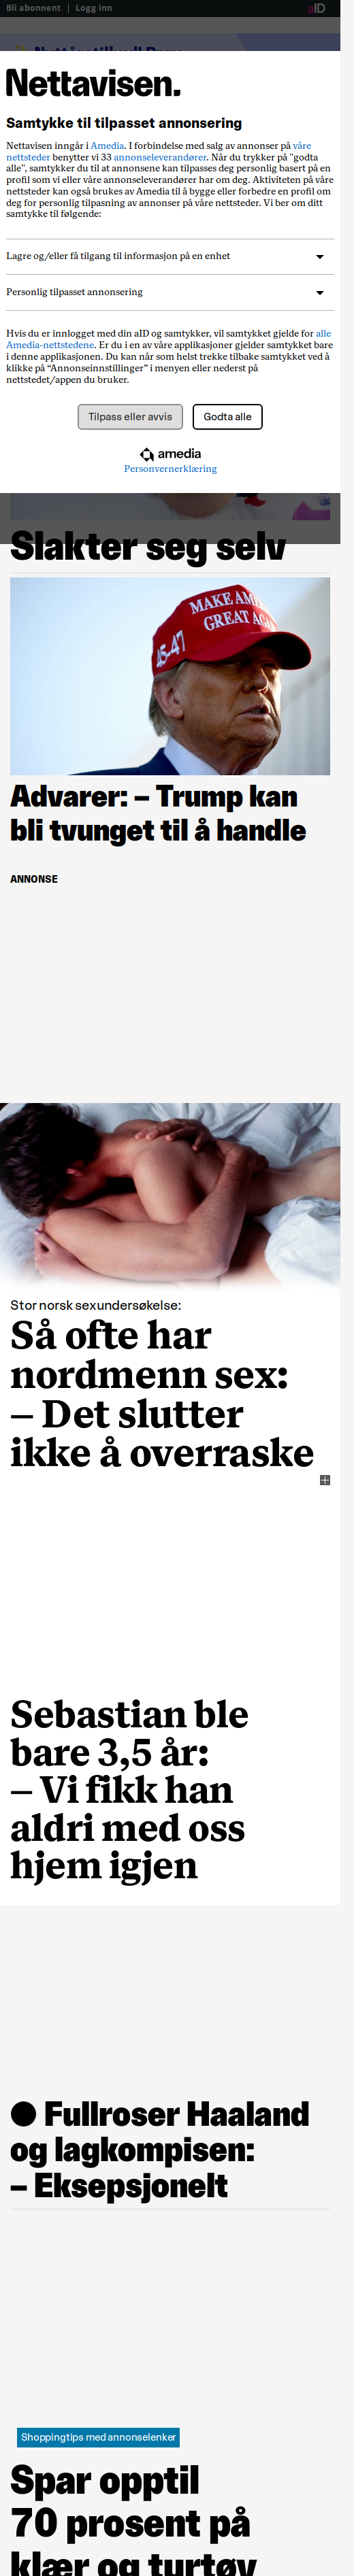 Bli abonnent | Logg inn
aID
Nettavisen.
Samtykke til tilpasset annonsering
Nettavisen inngår i Amedia. I forbindelse med salg av annonser på våre
nettsteder benytter vi 33 annonseleverandører. Når du trykker på "godta
alle", samtykker du til at annonsene kan tilpasses deg personlig basert på en
profil som vi eller våre annonseleverandører har om deg. Aktiviteten på våre
nettsteder kan også brukes av Amedia til å bygge eller forbedre en profil om
deg for personlig tilpasning av annonser på våre nettsteder. Vi ber om ditt
samtykke til følgende:
Lagre og/eller få tilgang til informasjon på en enhet
Personlig tilpasset annonsering
Hvis du er innlogget med din aID og samtykker, vil samtykket gjelde for alle
Amedia-nettstedene. Er du i en av våre applikasjoner gjelder samtykket bare
i denne applikasjonen. Du kan når som helst trekke tilbake samtykket ved å
klikke på “Annonseinnstillinger” i menyen eller nederst på
nettstedet/appen du bruker.
Tilpass eller avvis
Godta alle
amedia
Personvernerklæring
Slakter seg selv
MAKE AMERICA
GREAT AGAIN
45-47
Advarer: – Trump kan
bli tvunget til å handle
ANNONSE
Stor norsk sexundersøkelse:
Så ofte har
nordmenn sex:
– Det slutter
ikke å overraske
Sebastian ble
bare 3,5 år:
– Vi fikk han
aldri med oss
hjem igjen
● Fullroser Haaland
og lagkompisen:
– Eksepsjonelt
Shoppingtips med annonselenker
Spar opptil
70 prosent på
klær og turtøy